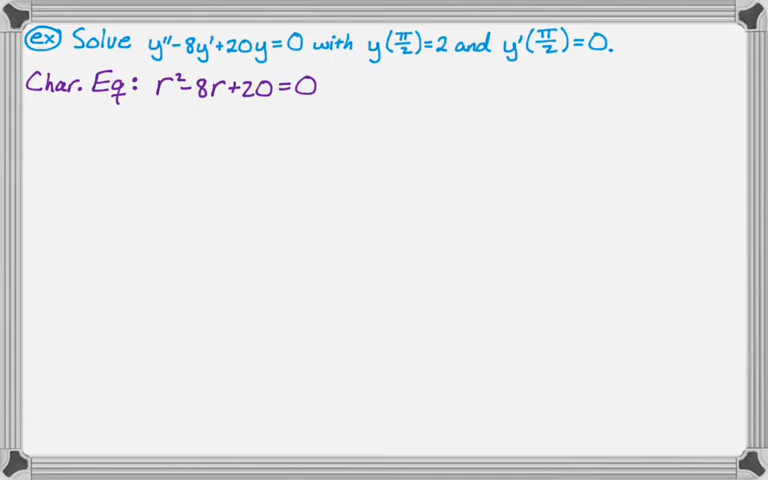 ex Solve y''-8y'+20y=0 with y(π/2)=2 and y'(π/2)=0.
Char. Eq: r²-8r+20=0